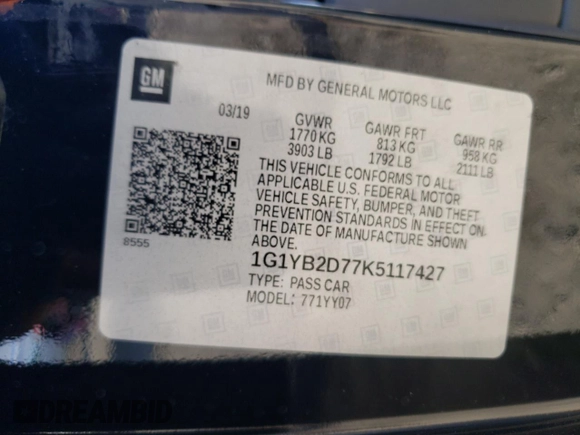 GM
MFD BY GENERAL MOTORS LLC
03/19 GVWR GAWR FRT GAWR RR
1770 KG 813 KG 958 KG
3903 LB 1792 LB 2111 LB
THIS VEHICLE CONFORMS TO ALL
APPLICABLE U.S. FEDERAL MOTOR
VEHICLE SAFETY, BUMPER, AND THEFT
PREVENTION STANDARDS IN EFFECT ON
THE DATE OF MANUFACTURE SHOWN
ABOVE.
8555
1G1YB2D77K5117427
TYPE: PASS CAR
MODEL: 771YY07
DREAMBID